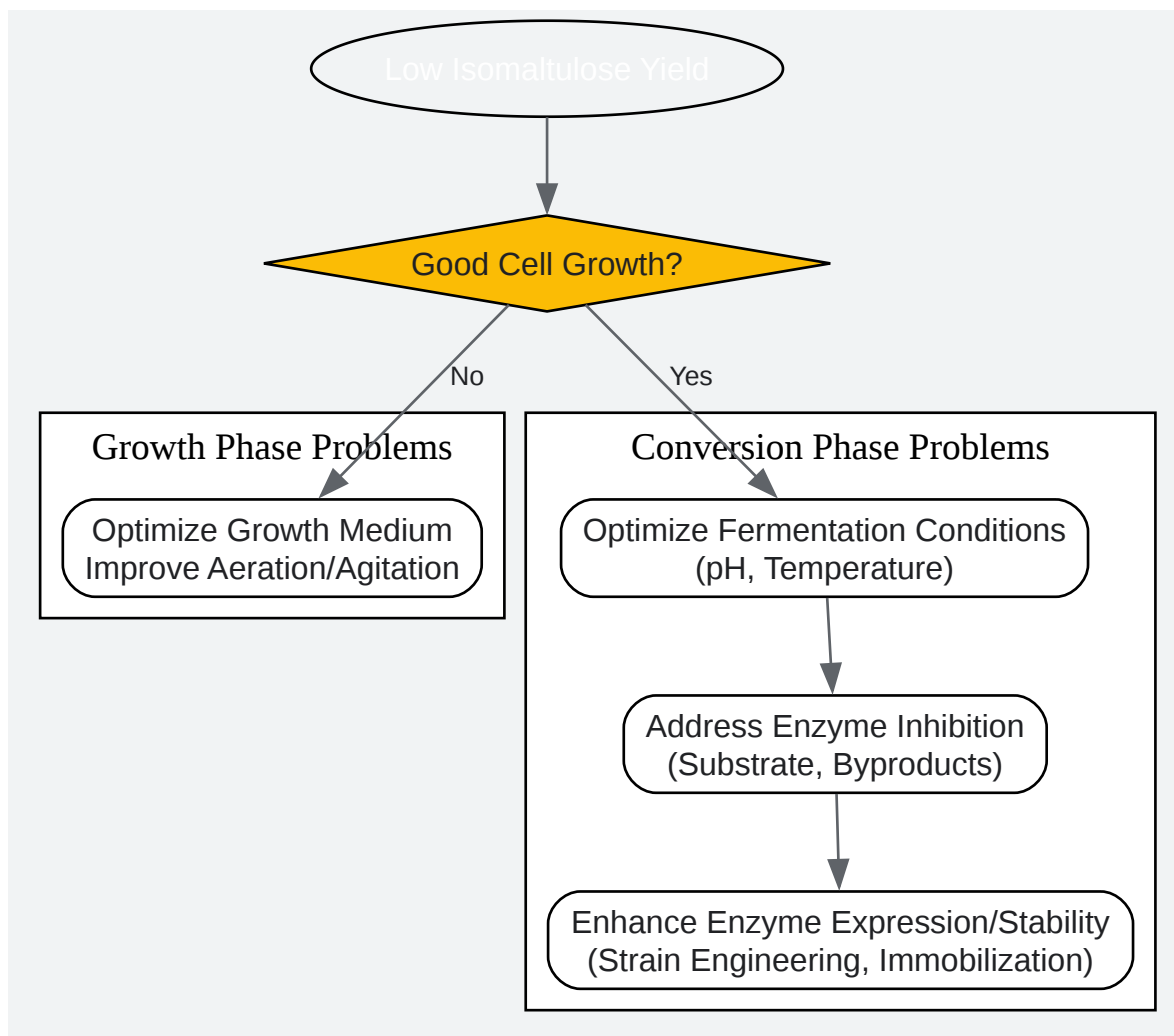 Low Isomaltulose Yield
Good Cell Growth?
No
Yes
Growth Phase Problems
Optimize Growth Medium
Improve Aeration/Agitation
Conversion Phase Problems
Optimize Fermentation Conditions
(pH, Temperature)
Address Enzyme Inhibition
(Substrate, Byproducts)
Enhance Enzyme Expression/Stability
(Strain Engineering, Immobilization)